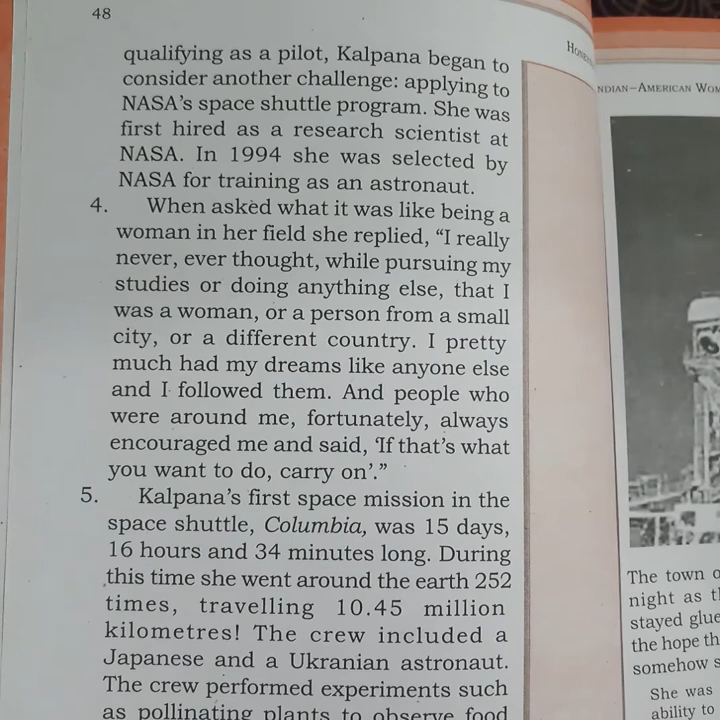 48
qualifying as a pilot, Kalpana began to
consider another challenge: applying to
NASA's space shuttle program. She was
first hired as a research scientist at
NASA. In 1994 she was selected by
NASA for training as an astronaut.
4. When asked what it was like being a
woman in her field she replied, “I really
never, ever thought, while pursuing my
studies or doing anything else, that I
was a woman, or a person from a small
city, or a different country. I pretty
much had my dreams like anyone else
and I followed them. And people who
were around me, fortunately, always
encouraged me and said, ‘If that's what
you want to do, carry on’.”
5. Kalpana's first space mission in the
space shuttle, Columbia, was 15 days,
16 hours and 34 minutes long. During
this time she went around the earth 252
times, travelling 10.45 million
kilometres! The crew included a
Japanese and a Ukranian astronaut.
The crew performed experiments such
as pollinating plants to observe food
The town
night as
stayed
the hope
somehow
She was
ability to